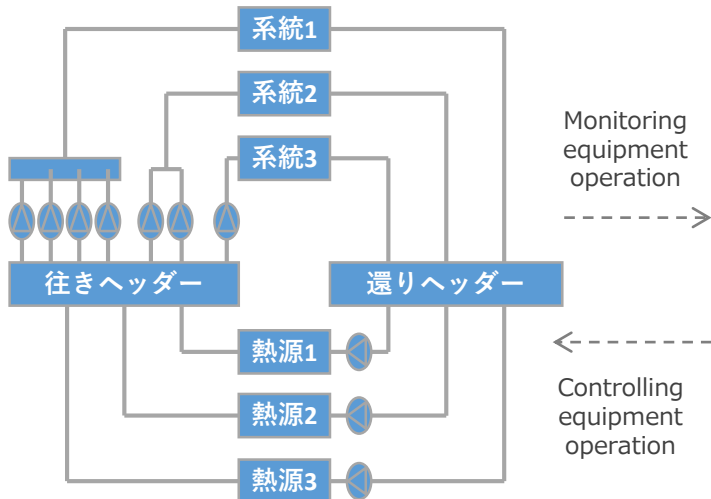 系統1
系統2
系統3
Monitoring
equipment
operation
往きヘッダー
還りヘッダー
熱源1
熱源2
熱源3
Controlling
equipment
operation